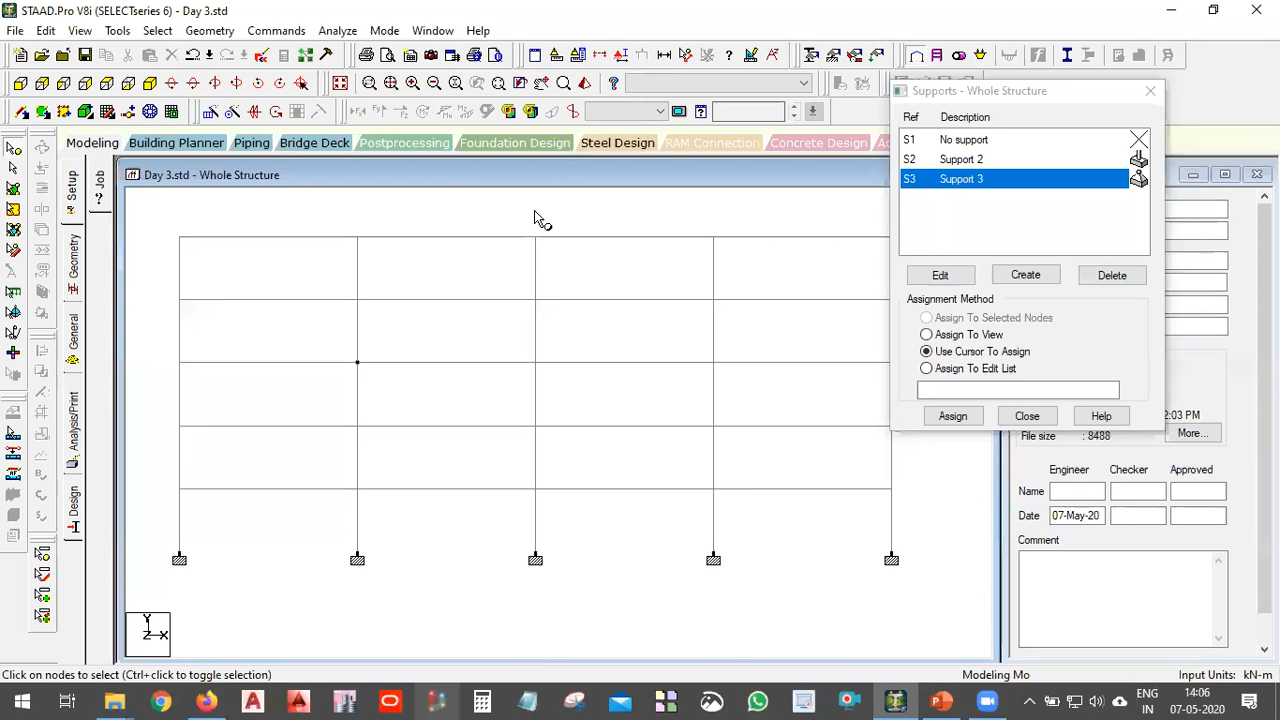 STAAD.Pro V8i (SELECTseries 6) - Day 3.std
File Edit View Tools Select Geometry Commands Analyze Mode Window Help
Modeling Building Planner Piping Bridge Deck Postprocessing Foundation Design Steel Design RAM Connection Concrete Design
Setup
Job
Geometry
General
Analysis/Print
Design
Day 3.std - Whole Structure
Y
Z X
Supports - Whole Structure
Ref Description
S1 No support
S2 Support 2
S3 Support 3
Edit Create Delete
Assignment Method
Assign To Selected Nodes
Assign To View
Use Cursor To Assign
Assign To Edit List
Assign Close Help
2:03 PM
File size : 8488 More...
Engineer Checker Approved
Name
Date 07-May-20
Comment
Click on nodes to select (Ctrl+click to toggle selection) Modeling Mo Input Units: kN-m
ENG 14:06
IN 07-05-2020